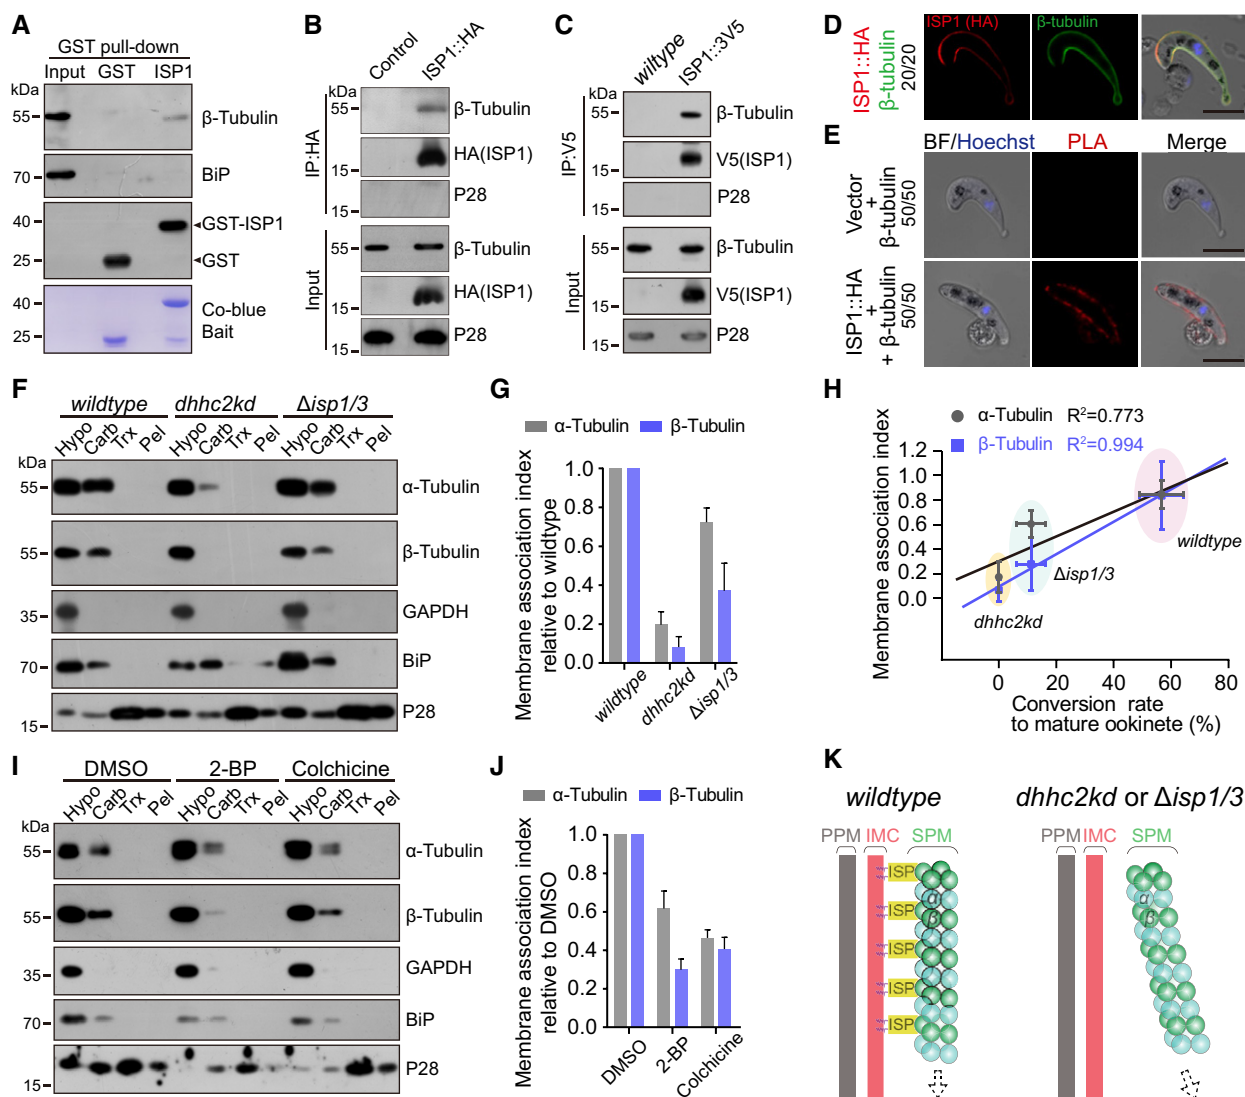 A
GST pull-down
Input GST ISP1
kDa
55
β-Tubulin
70
BiP
40
GST-ISP1
25
GST
40
25
Co-blue
Bait
B
Control
ISP1::HA
kDa
IP:HA
55
β-Tubulin
HA(ISP1)
15
P28
15
Input
55
β-Tubulin
HA(ISP1)
15
P28
15
C
wiltype
ISP1::3V5
kDa
IP:V5
55
β-Tubulin
V5(ISP1)
15
P28
15
Input
55
β-Tubulin
V5(ISP1)
15
P28
15
D
ISP1::HA
β-tubulin
20/20
ISP1 (HA)
β-tubulin
E
BF/Hoechst
PLA
Merge
Vector
+
β-tubulin
50/50
ISP1::HA
+
β-tubulin
50/50
F
wildtype dhhc2kd Δisp1/3
Hypo Carb Trx Pel Hypo Carb Trx Pel Hypo Carb Trx Pel
kDa
55
α-Tubulin
55
β-Tubulin
35
GAPDH
70
BiP
15
P28
G
α-Tubulin β-Tubulin
Membrane association index
relative to wildtype
1.0
0.8
0.6
0.4
0.2
0.0
wildtype
dhhc2kd
Δisp1/3
H
α-Tubulin R²=0.773
β-Tubulin R²=0.994
Membrane association index
1.2
1.0
0.8
0.6
0.4
0.2
0.0
wildtype
Δisp1/3
dhhc2kd
0 20 40 60 80
Conversion rate
to mature ookinete (%)
I
DMSO 2-BP Colchicine
Hypo Carb Trx Pel Hypo Carb Trx Pel Hypo Carb Trx Pel
kDa
55
α-Tubulin
55
β-Tubulin
35
GAPDH
70
BiP
15
P28
J
α-Tubulin β-Tubulin
Membrane association index
relative to DMSO
1.0
0.8
0.6
0.4
0.2
0.0
DMSO
2-BP
Colchicine
K
wildtype
dhhc2kd or Δisp1/3
PPM IMC SPM
PPM IMC SPM
ISP
ISP
ISP
ISP
ISP
α
β
α
β